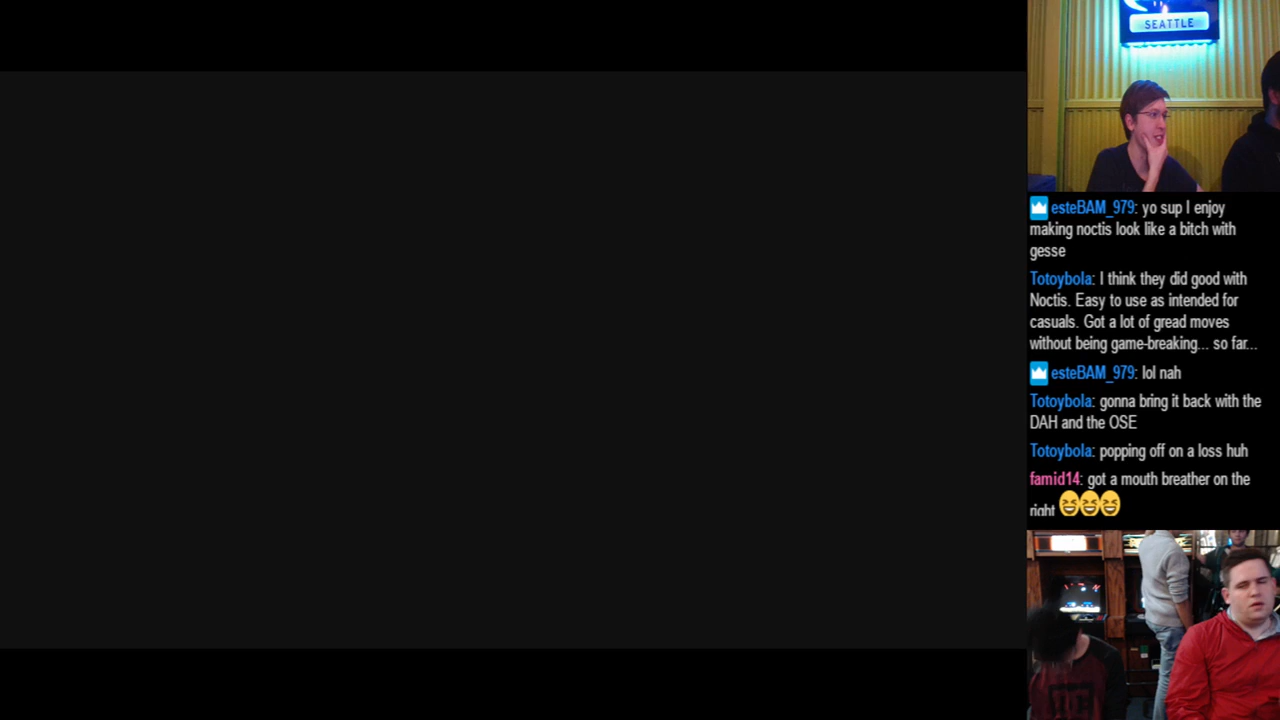 SEATTLE
esteBAM_979: yo sup I enjoy
making noctis look like a bitch with
gesse
Totoybola: I think they did good with
Noctis. Easy to use as intended for
casuals. Got a lot of gread moves
without being game-breaking... so far...
esteBAM_979: lol nah
Totoybola: gonna bring it back with the
DAH and the OSE
Totoybola: popping off on a loss huh
famid14: got a mouth breather on the
right